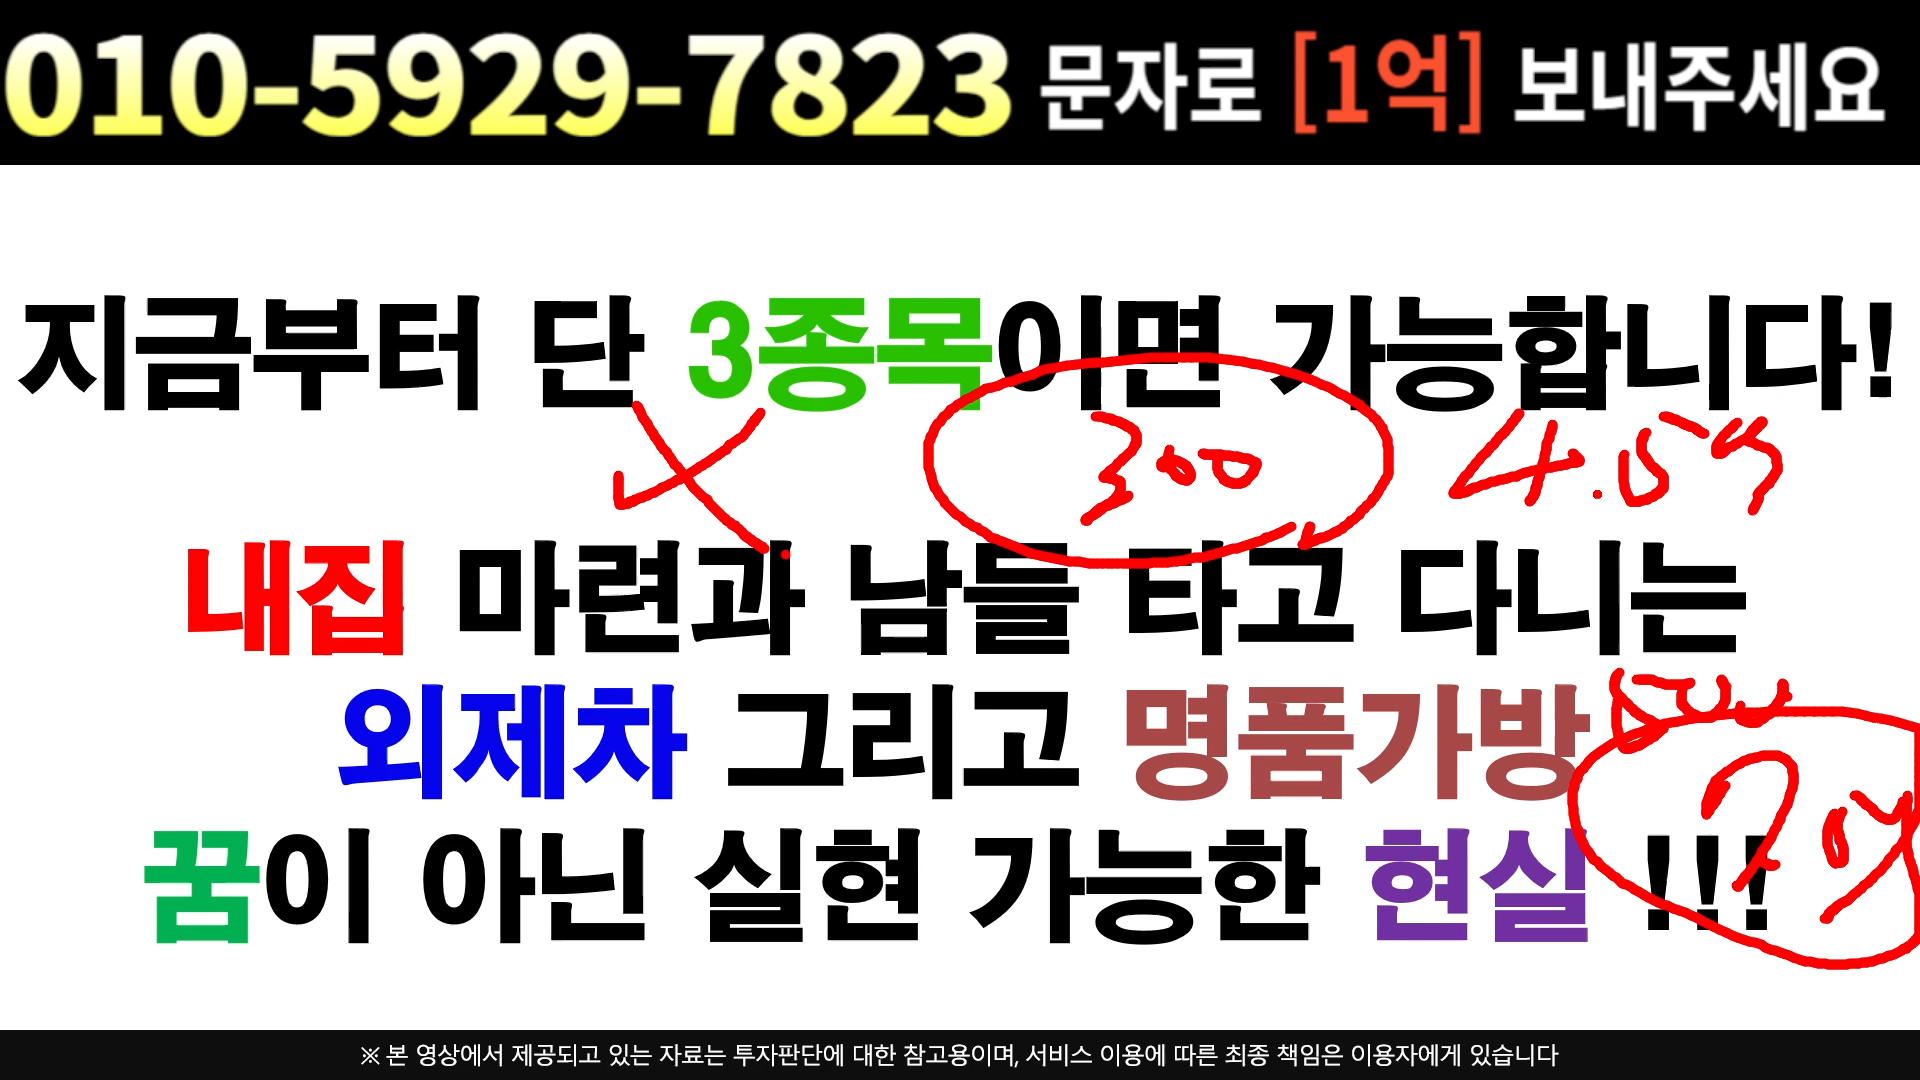 010-5929-7823 문자로 [1억] 보내주세요
지금부터 단 3종목이면 가능합니다!
300
내집 마련과 남들 타고 다니는
외제차 그리고 명품가방
꿈이 아닌 실현 가능한 현실 !!!
※ 본 영상에서 제공되고 있는 자료는 투자판단에 대한 참고용이며, 서비스 이용에 따른 최종 책임은 이용자에게 있습니다